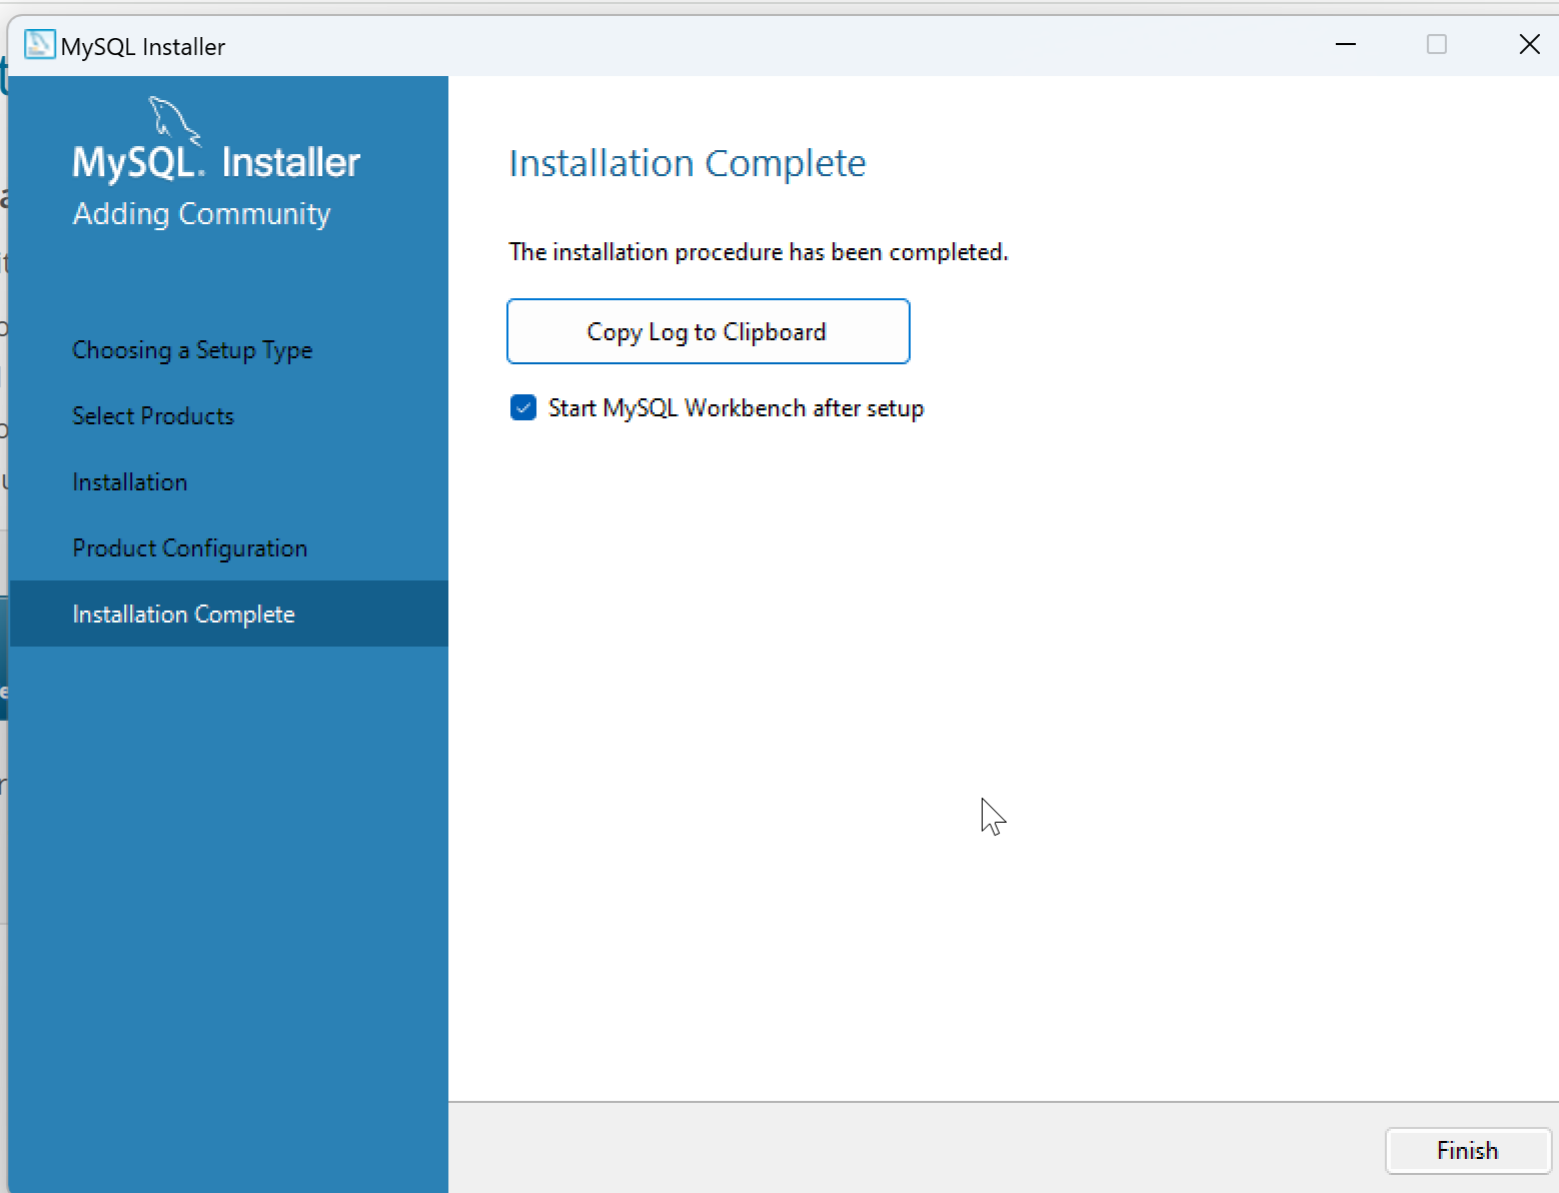 MySQL Installer
MySQL. Installer
Adding Community
Choosing a Setup Type
Select Products
Installation
Product Configuration
Installation Complete
Installation Complete
The installation procedure has been completed.
Copy Log to Clipboard
Start MySQL Workbench after setup
Finish